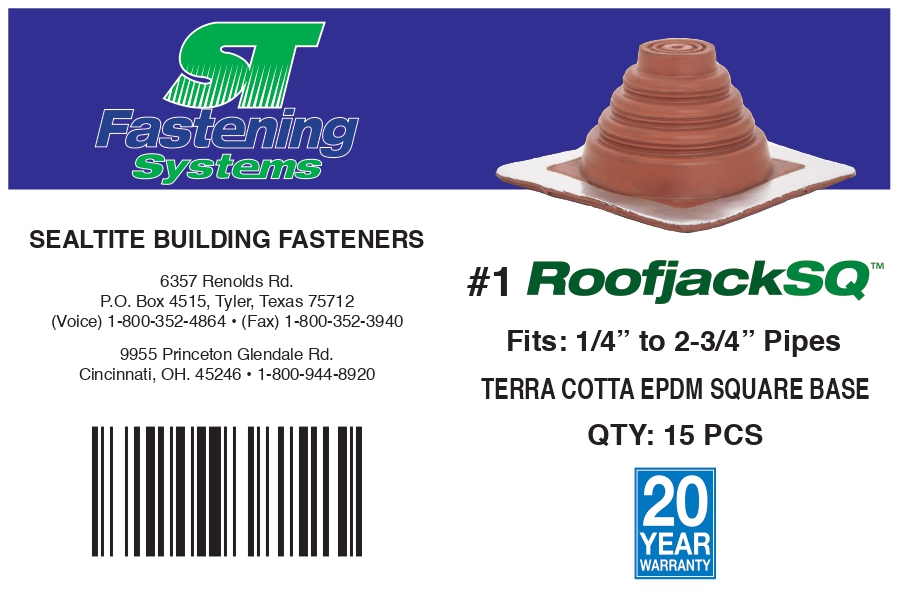 ST
Fastening
Systems
SEALTITE BUILDING FASTENERS
6357 Renolds Rd.
P.O. Box 4515, Tyler, Texas 75712
(Voice) 1-800-352-4864 • (Fax) 1-800-352-3940
9955 Princeton Glendale Rd.
Cincinnati, OH. 45246 • 1-800-944-8920
#1 RoofjackSQ™
Fits: 1/4” to 2-3/4” Pipes
TERRA COTTA EPDM SQUARE BASE
QTY: 15 PCS
20
YEAR
WARRANTY